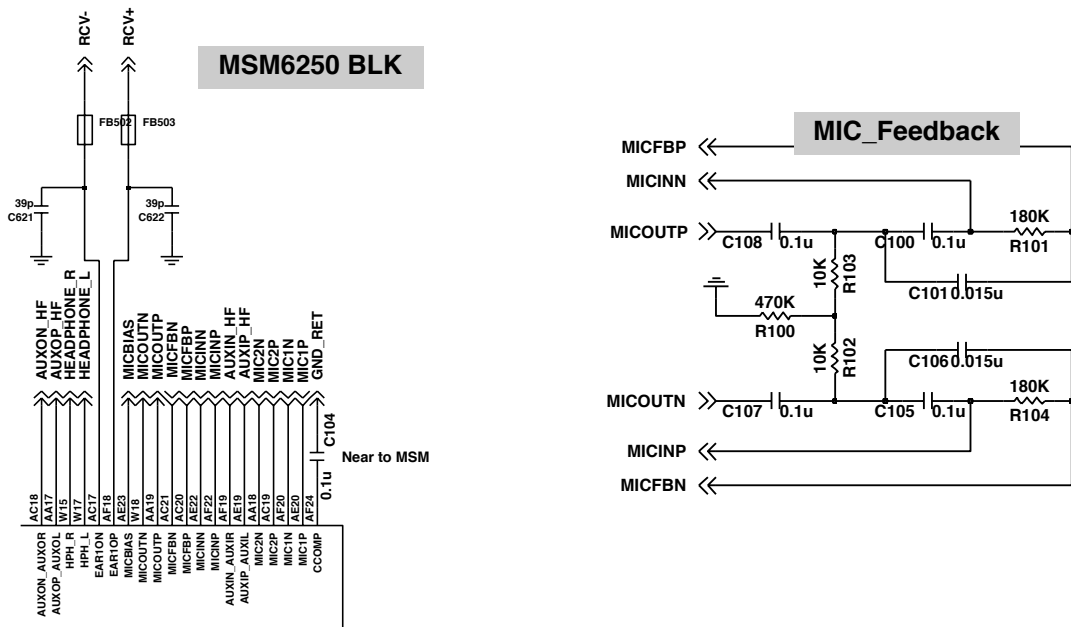 RCV-
RCV+
MSM6250 BLK
FB502
FB503
39p
C621
39p
C622
AUXON_HF
AUXOP_HF
HEADPHONE_R
HEADPHONE_L
MICBIAS
MICOUTN
MICOUTP
MICFBN
MICFBP
MICINN
MICINP
AUXIN_HF
AUXIP_HF
MIC2N
MIC2P
MIC1N
MIC1P
GND_RET
C104
0.1u
Near to MSM
AC18
AA17
W15
W17
AC17
AF18
AE23
W18
AA19
AC21
AC20
AE22
AF22
AF19
AE19
AA18
AC19
AF20
AE20
AF24
AUXON_AUXOR
AUXOP_AUXOL
HPH_R
HPH_L
EAR1ON
EAR1OP
MICBIAS
MICOUTN
MICOUTP
MICFBN
MICFBP
MICINN
MICINP
AUXIN_AUXIR
AUXIP_AUXIL
MIC2N
MIC2P
MIC1N
MIC1P
CCOMP
MIC_Feedback
MICFBP
MICINN
MICOUTP
C108
0.1u
C100
0.1u
180K
R101
10K
R103
C101
0.015u
470K
R100
10K
R102
C106
0.015u
MICOUTN
C107
0.1u
C105
0.1u
180K
R104
MICINP
MICFBN